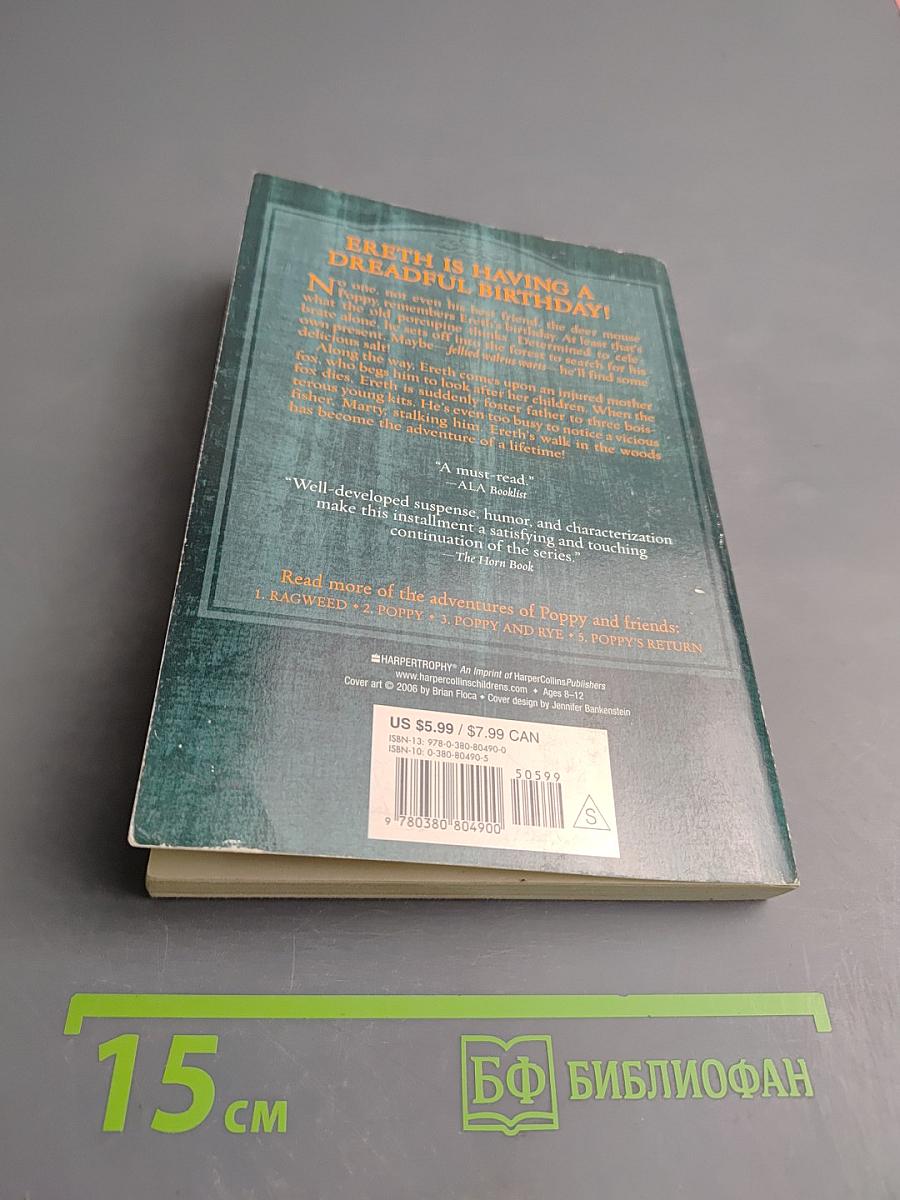 ERETH IS HAVING A
DREADFUL BIRTHDAY!
No one, not even his best friend, the deer mouse
Poppy, remembers Ereth's birthday. At least that's
what the old porcupine thinks. Determined to cele-
brate alone, he sets off into the forest to search for his
own present. Maybe—jellied walrus warts—he'll find some
delicious salt!
Along the way, Ereth comes upon an injured mother
fox, who begs him to look after her children. When the
fox dies, Ereth is suddenly foster father to three bois-
terous young kits. He's even too busy to notice a vicious
fisher, Marty, stalking him. Ereth's walk in the woods
has become the adventure of a lifetime!
“A must-read.”
—ALA Booklist
“Well-developed suspense, humor, and characterization
make this installment a satisfying and touching
continuation of the series.”
—The Horn Book
Read more of the adventures of Poppy and friends:
1. RAGWEED • 2. POPPY • 3. POPPY AND RYE • 5. POPPY'S RETURN
HARPERTROPHY® An Imprint of HarperCollinsPublishers
www.harpercollinschildrens.com • Ages 8–12
Cover art © 2006 by Brian Floca • Cover design by Jennifer Bankenstein
US $5.99 / $7.99 CAN
ISBN-13: 978-0-380-80490-0
ISBN-10: 0-380-80490-5
50599
9 780380 804900
S
15 см
БФ БИБЛИОФАН